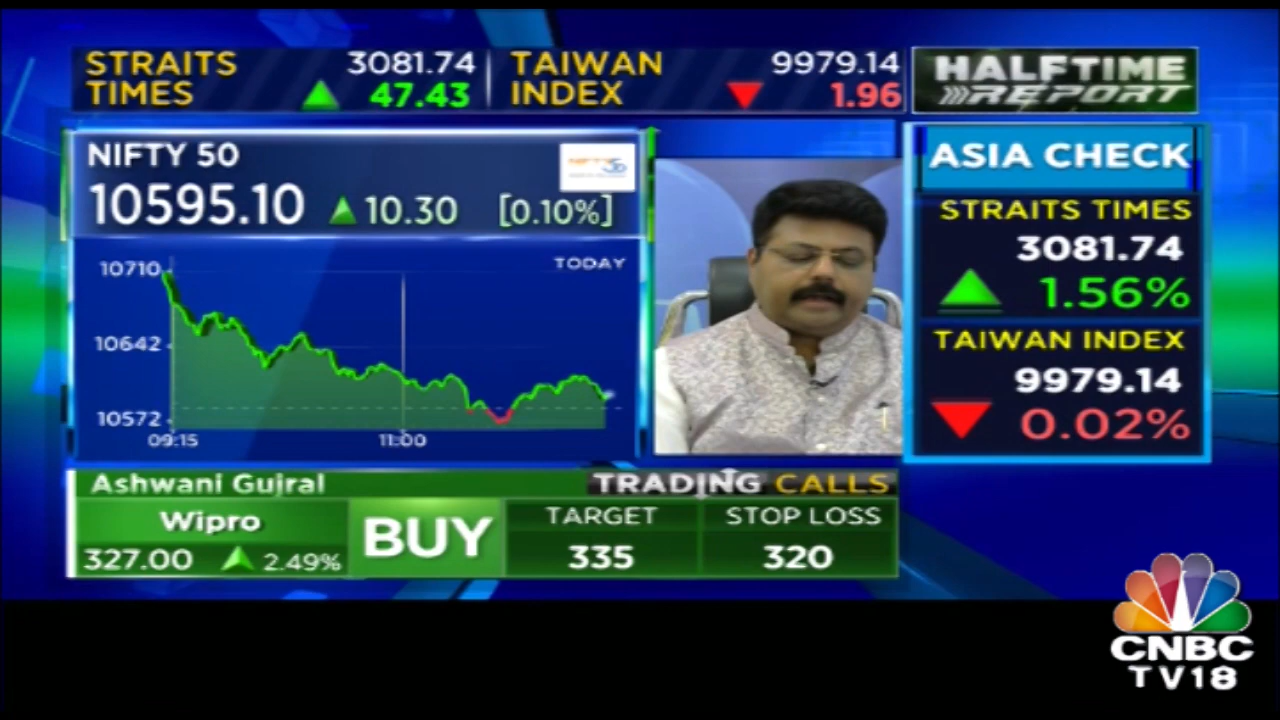 STRAITS TIMES 3081.74 ▲ 47.43
TAIWAN INDEX 9979.14 ▼ 1.96
HALFTIME
REPORT
NIFTY 50
10595.10 ▲ 10.30 [0.10%]
TODAY
10710
10642
10572
09:15 11:00
ASIA CHECK
STRAITS TIMES
3081.74
▲ 1.56%
TAIWAN INDEX
9979.14
▼ 0.02%
Ashwani Gujral
TRADING CALLS
Wipro
327.00 ▲ 2.49%
BUY
TARGET
335
STOP LOSS
320
CNBC
TV18